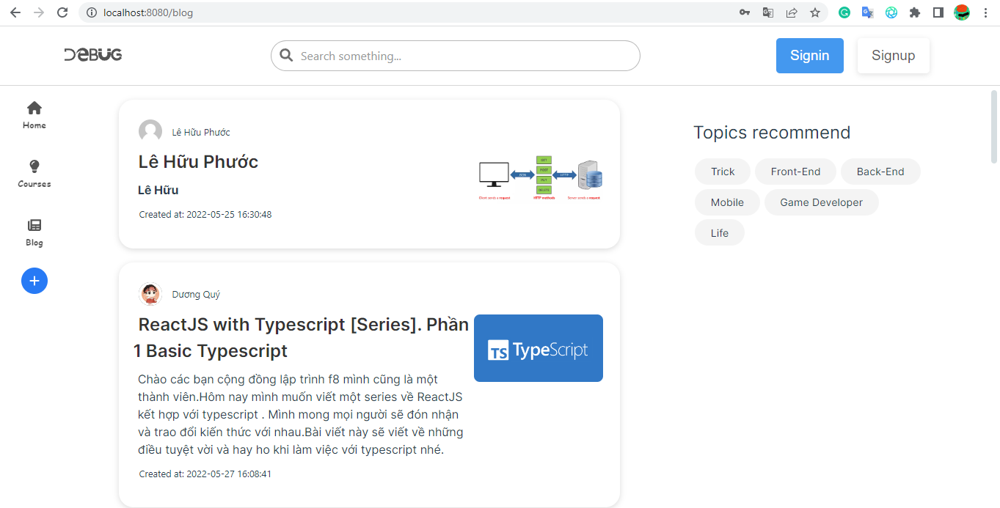 localhost:8080/blog
DEBUG
Search something...
Signin
Signup
Home
Courses
Blog
Lê Hữu Phước
Lê Hữu Phước
Lê Hữu
Created at: 2022-05-25 16:30:48
GET
POST
PUT
DELETE
JSON
HTTP
Client sends a request
HTTP methods
Server sends a request
Dương Quý
ReactJS with Typescript [Series]. Phần
1 Basic Typescript
Chào các bạn cộng đồng lập trình f8 mình cũng là một
thành viên.Hôm nay mình muốn viết một series về ReactJS
kết hợp với typescript . Mình mong mọi người sẽ đón nhận
và trao đổi kiến thức với nhau.Bài viết này sẽ viết về những
điều tuyệt vời và hay ho khi làm việc với typescript nhé.
Created at: 2022-05-27 16:08:41
TS TypeScript
Topics recommend
Trick
Front-End
Back-End
Mobile
Game Developer
Life